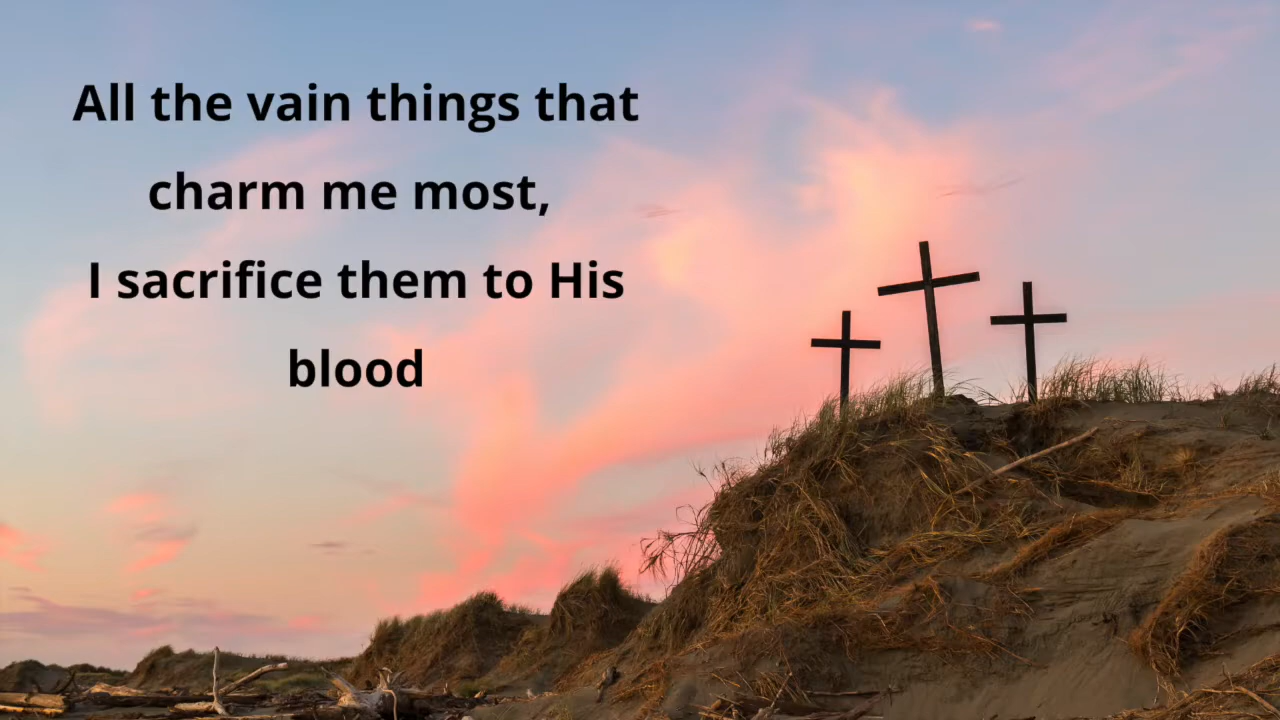 All the vain things that
charm me most,
I sacrifice them to His
blood